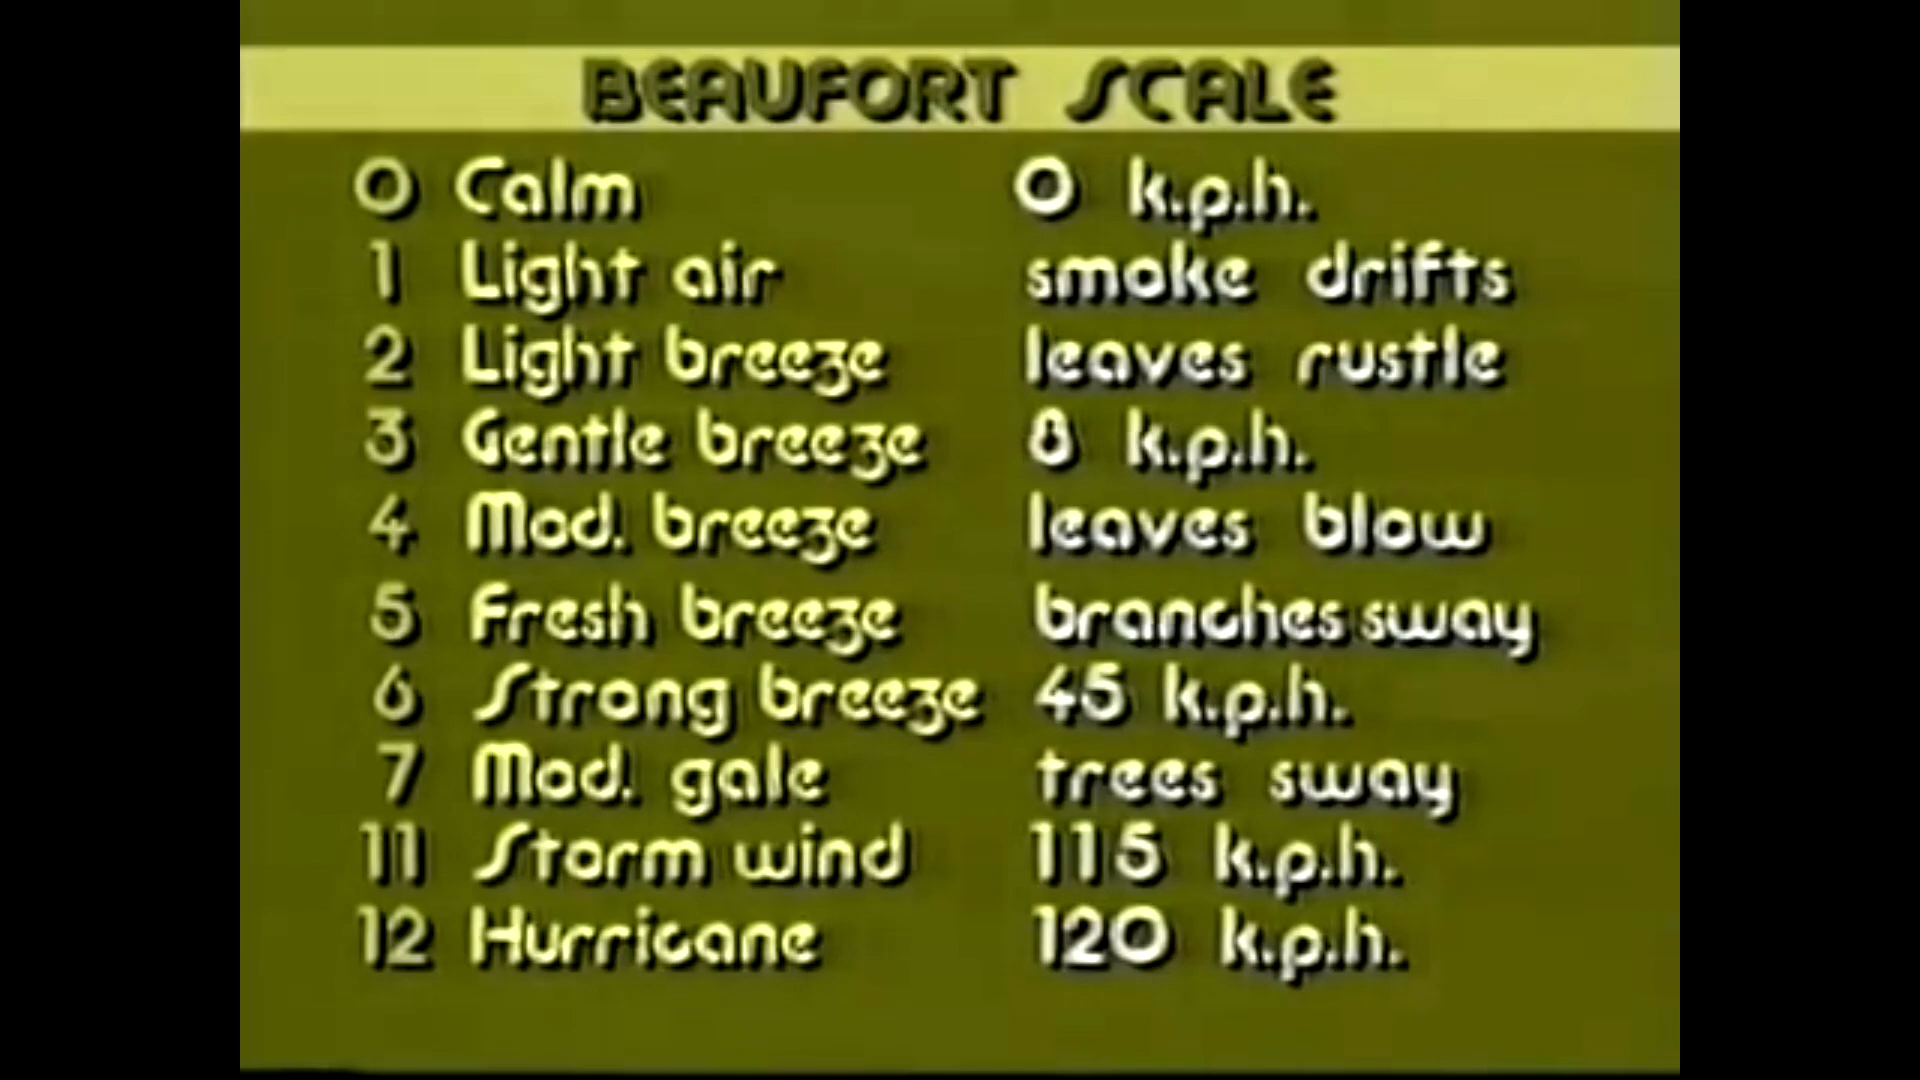 BEAUFORT SCALE
0 Calm 0 k.p.h.
1 Light air smoke drifts
2 Light breeze leaves rustle
3 Gentle breeze 8 k.p.h.
4 Mod. breeze leaves blow
5 Fresh breeze branches sway
6 Strong breeze 45 k.p.h.
7 Mod. gale trees sway
11 Storm wind 115 k.p.h.
12 Hurricane 120 k.p.h.